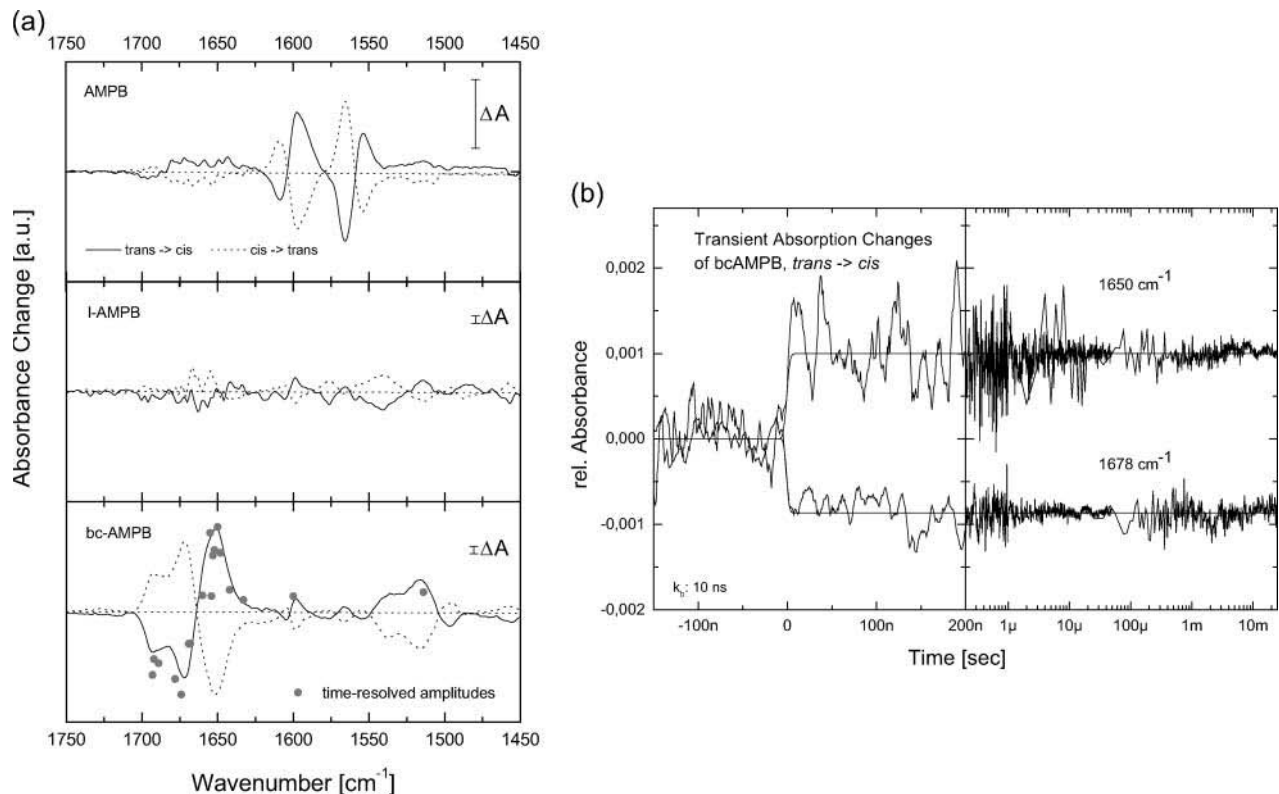 (a)
1750 1700 1650 1600 1550 1500 1450
AMPB
ΔA
trans -> cis
cis -> trans
l-AMPB
ΔA
bc-AMPB
ΔA
time-resolved amplitudes
1750 1700 1650 1600 1550 1500 1450
Wavenumber [cm-1]
Absorbance Change [a.u.]
(b)
Transient Absorption Changes
of bcAMPB, trans -> cis
1650 cm-1
1678 cm-1
kb: 10 ns
0,002
0,001
0,000
-0,001
-0,002
rel. Absorbance
-100n 0 100n 200n 1µ 10µ 100µ 1m 10m
Time [sec]